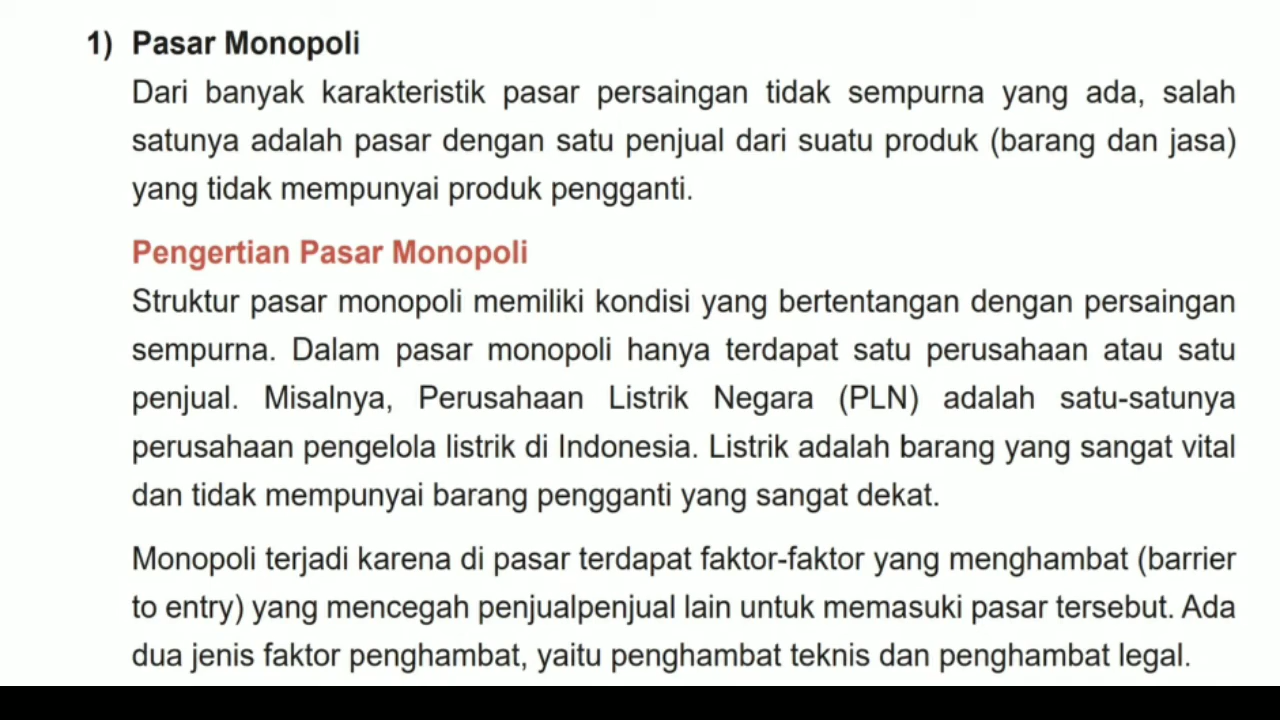 1) Pasar Monopoli
Dari banyak karakteristik pasar persaingan tidak sempurna yang ada, salah
satunya adalah pasar dengan satu penjual dari suatu produk (barang dan jasa)
yang tidak mempunyai produk pengganti.
Pengertian Pasar Monopoli
Struktur pasar monopoli memiliki kondisi yang bertentangan dengan persaingan
sempurna. Dalam pasar monopoli hanya terdapat satu perusahaan atau satu
penjual. Misalnya, Perusahaan Listrik Negara (PLN) adalah satu-satunya
perusahaan pengelola listrik di Indonesia. Listrik adalah barang yang sangat vital
dan tidak mempunyai barang pengganti yang sangat dekat.
Monopoli terjadi karena di pasar terdapat faktor-faktor yang menghambat (barrier
to entry) yang mencegah penjualpenjual lain untuk memasuki pasar tersebut. Ada
dua jenis faktor penghambat, yaitu penghambat teknis dan penghambat legal.